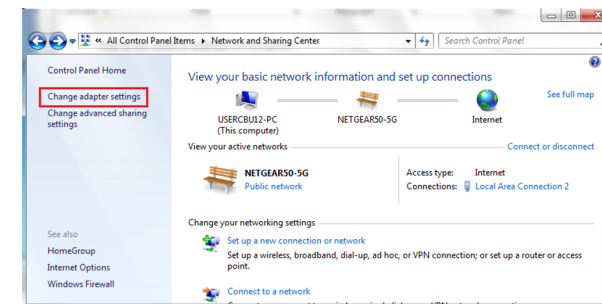 « All Control Panel Items ▸ Network and Sharing Center
Search Control Panel
Control Panel Home
Change adapter settings
Change advanced sharing
settings
See also
HomeGroup
Internet Options
Windows Firewall
View your basic network information and set up connections
USERCBU12-PC
(This computer)
NETGEAR50-5G
Internet
See full map
View your active networks
Connect or disconnect
NETGEAR50-5G
Public network
Access type: Internet
Connections: Local Area Connection 2
Change your networking settings
Set up a new connection or network
Set up a wireless, broadband, dial-up, ad hoc, or VPN connection; or set up a router or access
point.
Connect to a network